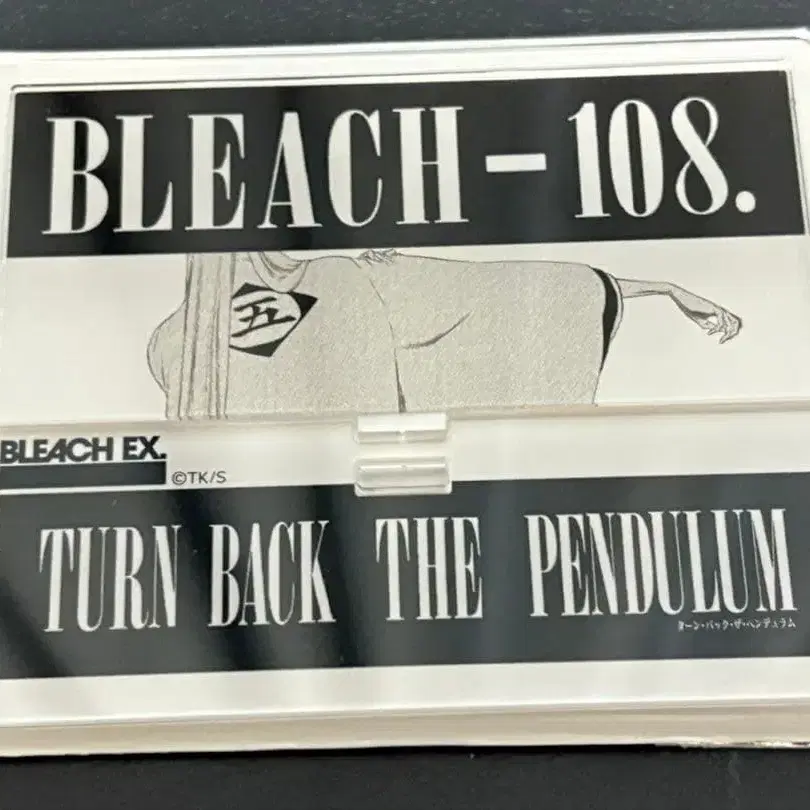 BLEACH－108.
五
BLEACH EX.
©TK/S
TURN BACK THE PENDULUM
ターン・バック・ザ・ペンデュラム